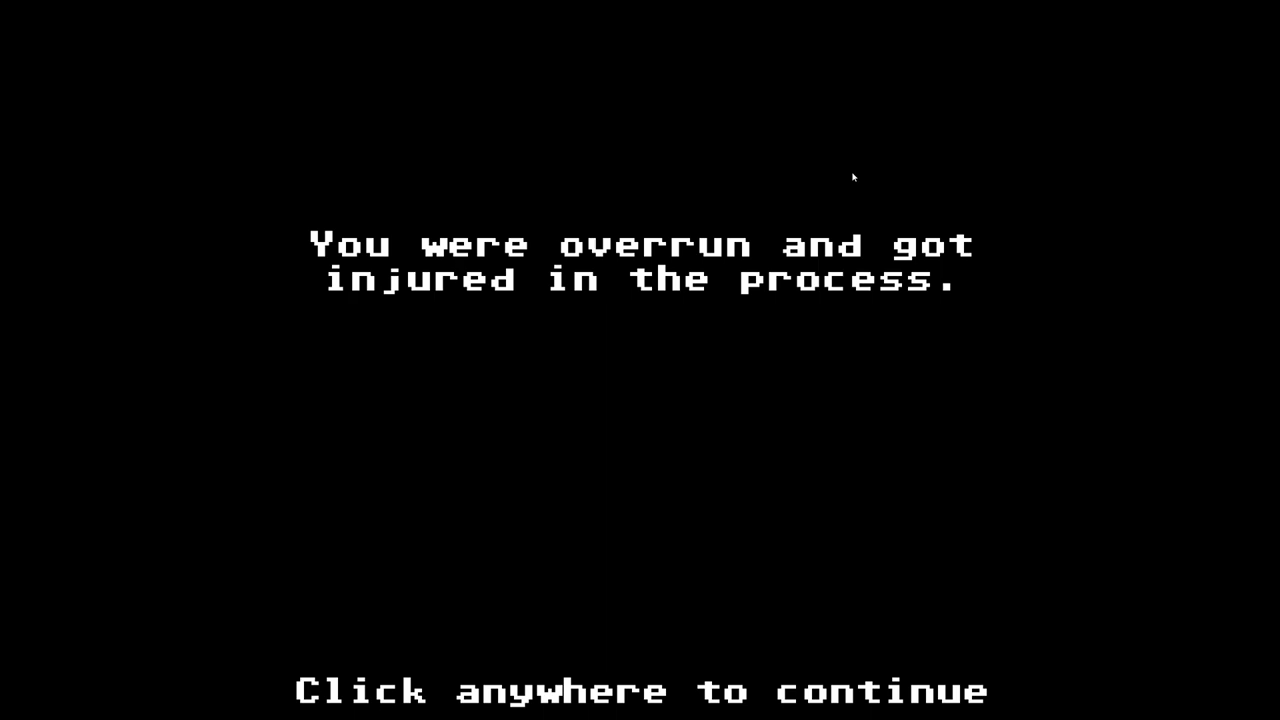 You were overrun and got
injured in the process.
Click anywhere to continue